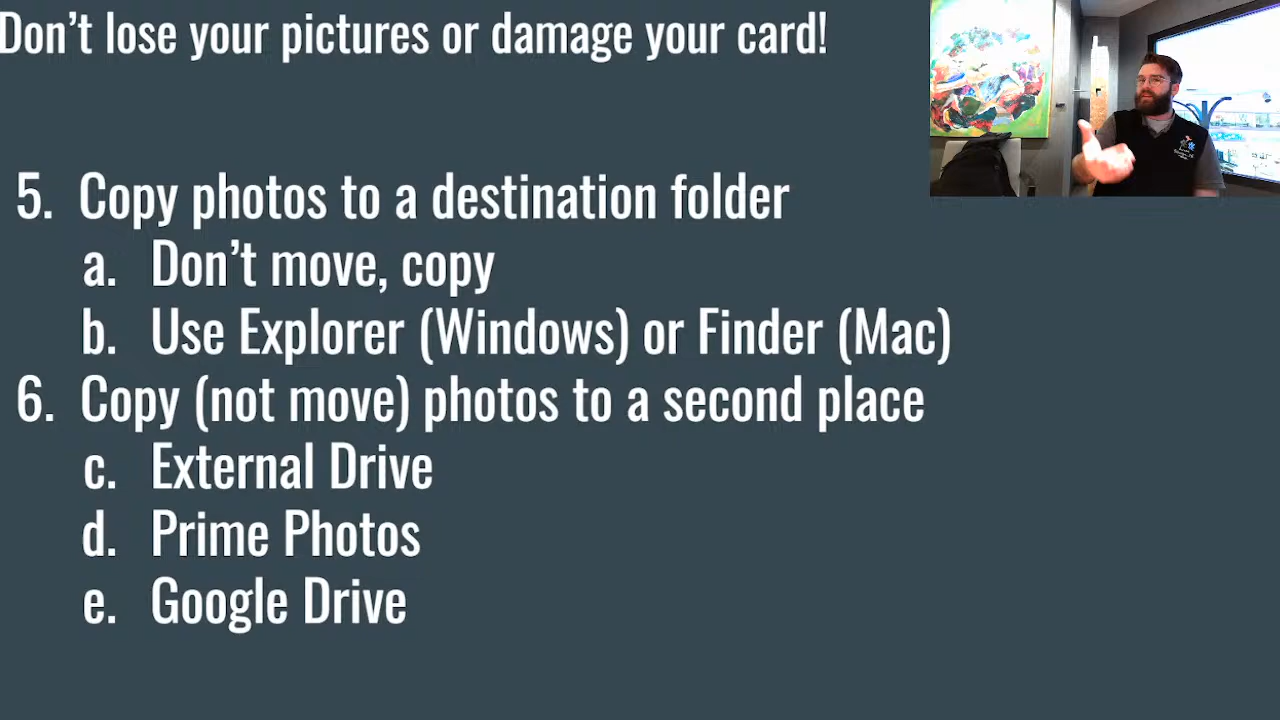 Don't lose your pictures or damage your card!
5. Copy photos to a destination folder
a. Don't move, copy
b. Use Explorer (Windows) or Finder (Mac)
6. Copy (not move) photos to a second place
c. External Drive
d. Prime Photos
e. Google Drive